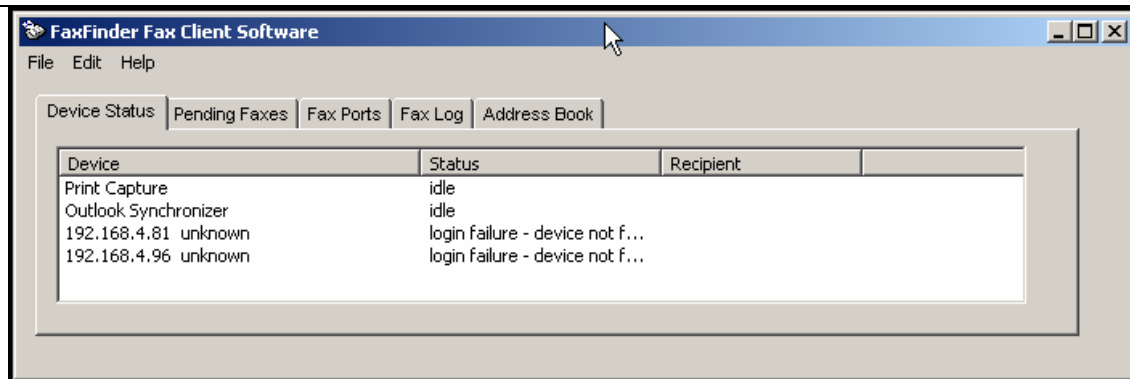 FaxFinder Fax Client Software
File Edit Help
Device Status Pending Faxes Fax Ports Fax Log Address Book
Device Status Recipient
Print Capture idle
Outlook Synchronizer idle
192.168.4.81 unknown login failure - device not f...
192.168.4.96 unknown login failure - device not f...